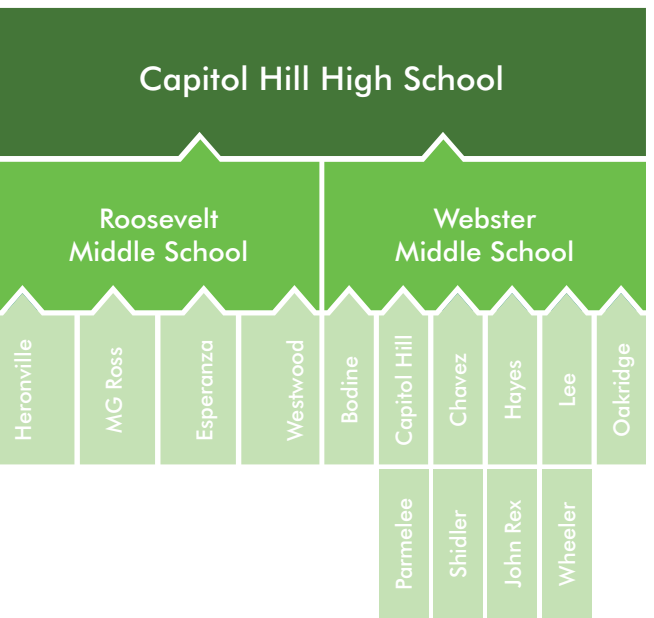 Capitol Hill High School
Roosevelt
Middle School
Webster
Middle School
Heronville
MG Ross
Esperanza
Westwood
Bodine
Capitol Hill
Chavez
Hayes
Lee
Oakridge
Parmelee
Shidler
John Rex
Wheeler